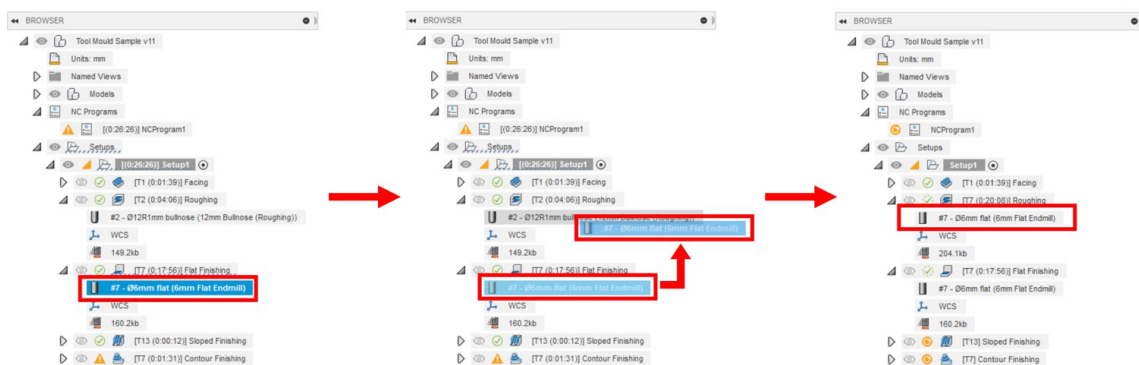 BROWSER
Tool Mould Sample v11
Units: mm
Named Views
Models
NC Programs
[(0:26:26)] NCProgram1
Setups
[(0:26:26)] Setup1
[T1 (0:01:39)] Facing
[T2 (0:04:06)] Roughing
#2 - Ø12R1mm bullnose (12mm Bullnose (Roughing))
WCS
149.2kb
[T7 (0:17:56)] Flat Finishing
#7 - Ø6mm flat (6mm Flat Endmill)
WCS
160.2kb
[T13 (0:00:12)] Sloped Finishing
[T7 (0:01:31)] Contour Finishing
BROWSER
Tool Mould Sample v11
Units: mm
Named Views
Models
NC Programs
[(0:26:26)] NCProgram1
Setups
[(0:26:26)] Setup1
[T1 (0:01:39)] Facing
[T2 (0:04:06)] Roughing
#2 - Ø12R1mm
#7 - Ø6mm flat (6mm Flat Endmill)
WCS
149.2kb
[T7 (0:17:56)] Flat Finishing
#7 - Ø6mm flat (6mm Flat Endmill)
WCS
160.2kb
[T13 (0:00:12)] Sloped Finishing
[T7 (0:01:31)] Contour Finishing
BROWSER
Tool Mould Sample v11
Units: mm
Named Views
Models
NC Programs
NCProgram1
Setups
Setup1
[T1 (0:01:39)] Facing
[T7 (0:20:08)] Roughing
#7 - Ø6mm flat (6mm Flat Endmill)
WCS
204.1kb
[T7 (0:17:56)] Flat Finishing
#7 - Ø6mm flat (6mm Flat Endmill)
WCS
160.2kb
[T13] Sloped Finishing
[T7] Contour Finishing